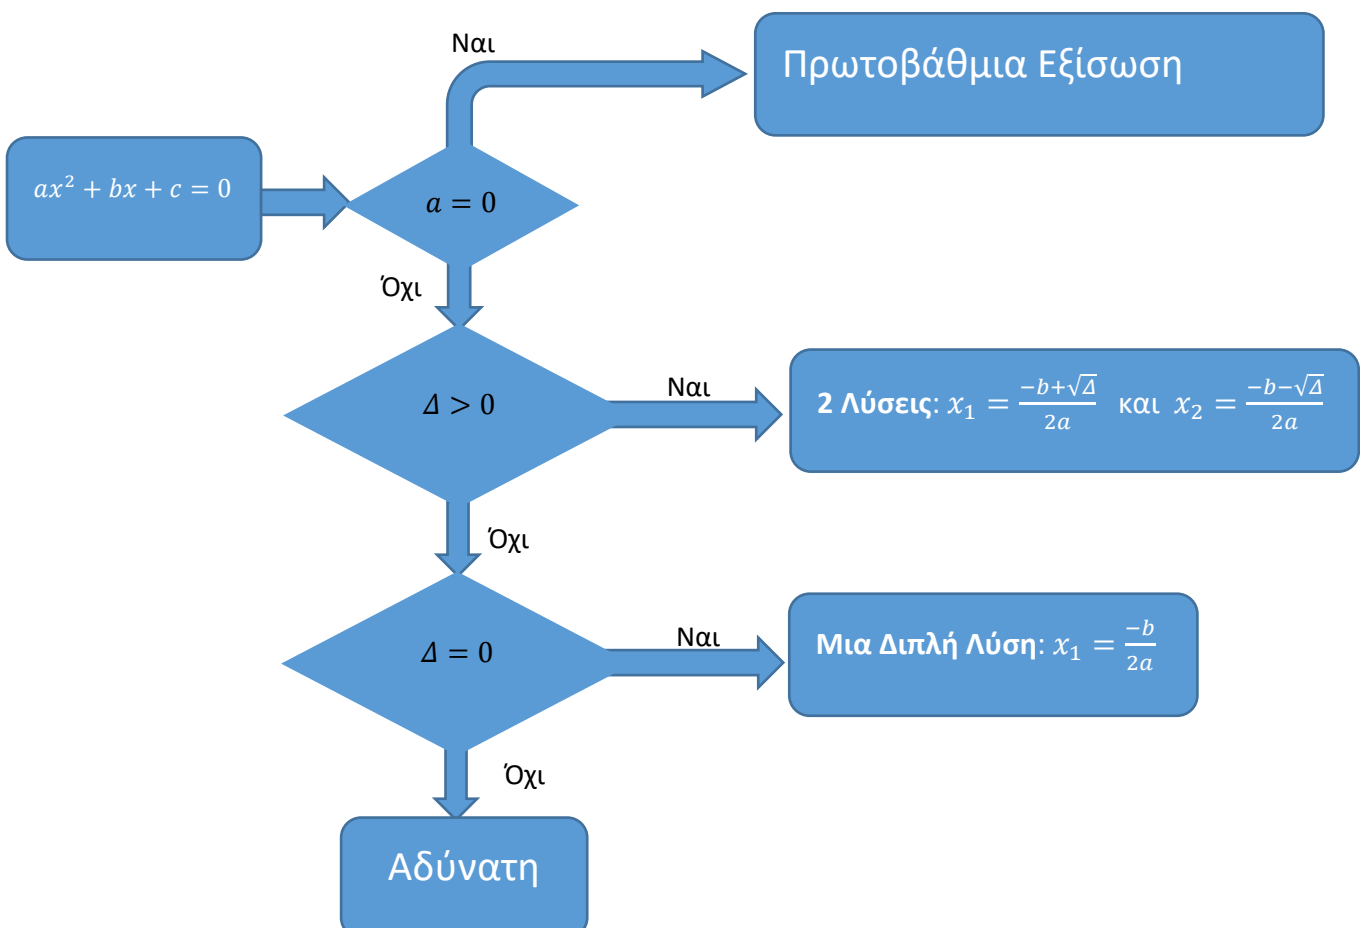 Ναι
Πρωτοβάθμια Εξίσωση
𝑎𝑥² + 𝑏𝑥 + 𝑐 = 0
𝑎 = 0
Όχι
𝛥 > 0
Ναι
2 Λύσεις: 𝑥₁ = (−𝑏+√𝛥)/(2𝑎) και 𝑥₂ = (−𝑏−√𝛥)/(2𝑎)
Όχι
𝛥 = 0
Ναι
Μια Διπλή Λύση: 𝑥₁ = −𝑏/(2𝑎)
Όχι
Αδύνατη